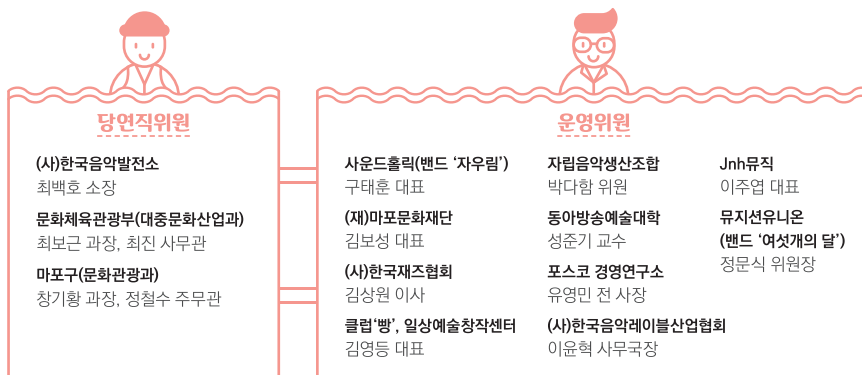 당연직위원
(사)한국음악발전소
최백호 소장
문화체육관광부(대중문화산업과)
최보근 과장, 최진 사무관
마포구(문화관광과)
창기황 과장, 정철수 주무관
운영위원
사운드홀릭(밴드 ‘자우림’)
구태훈 대표
(재)마포문화재단
김보성 대표
(사)한국재즈협회
김상원 이사
클럽‘빵’, 일상예술창작센터
김영등 대표
자립음악생산조합
박다함 위원
동아방송예술대학
성준기 교수
포스코 경영연구소
유영민 전 사장
(사)한국음악레이블산업협회
이윤혁 사무국장
Jnh뮤직
이주엽 대표
뮤지션유니온
(밴드 ‘여섯개의 달’)
정문식 위원장